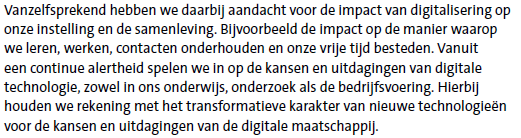 Vanzelfsprekend hebben we daarbij aandacht voor de impact van digitalisering op
onze instelling en de samenleving. Bijvoorbeeld de impact op de manier waarop
we leren, werken, contacten onderhouden en onze vrije tijd besteden. Vanuit
een continue alertheid spelen we in op de kansen en uitdagingen van digitale
technologie, zowel in ons onderwijs, onderzoek als de bedrijfsvoering. Hierbij
houden we rekening met het transformatieve karakter van nieuwe technologieën
voor de kansen en uitdagingen van de digitale maatschappij.